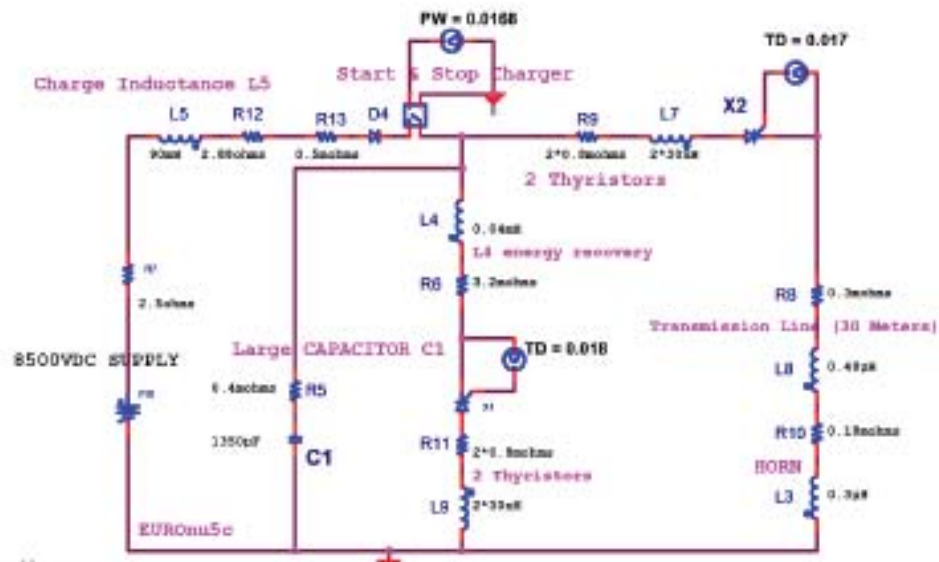 PW = 0.0168
TD = 0.017
Start & Stop Charger
Charge Inductance L5
L5
R12
R13
D4
R9
L7
X2
90mH
2.88ohms
0.5mohms
2*0.8mohms
2*30nH
2 Thyristors
L4
0.04mH
L4 energy recovery
R6
3.2mohms
2.5ohms
R8
0.3mohms
Transmission Line (30 Meters)
8500VDC SUPPLY
Large CAPACITOR C1
TD = 0.018
L8
0.48µH
0.4mohms
R5
R11
2*0.8mohms
R10
0.18mohms
C1
2 Thyristors
HORN
L9
2*30nH
L3
0.3µH
EUROnu5c